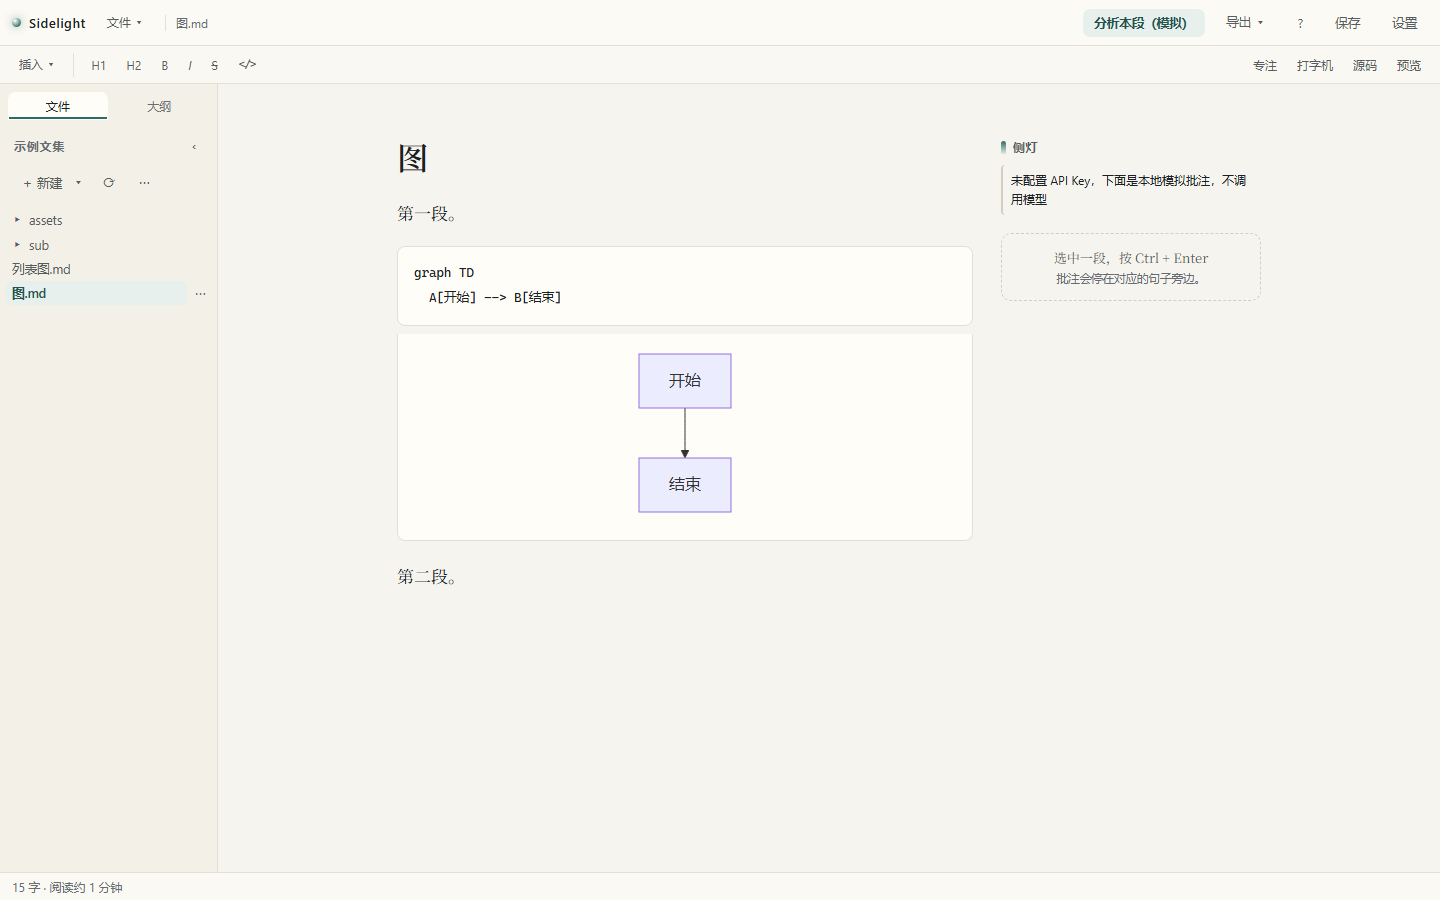 Sidelight 文件 图.md 分析本段（模拟） 导出 ? 保存 设置
插入 H1 H2 B I S </> 专注 打字机 源码 预览
文件 大纲
示例文集 ‹
+ 新建 ⟳ ···
assets
sub
列表图.md
图.md ···
图
第一段。
graph TD
A[开始] --> B[结束]
开始
结束
第二段。
侧灯
未配置 API Key，下面是本地模拟批注，不调
用模型
选中一段，按 Ctrl + Enter
批注会停在对应的句子旁边。
15 字 · 阅读约 1 分钟